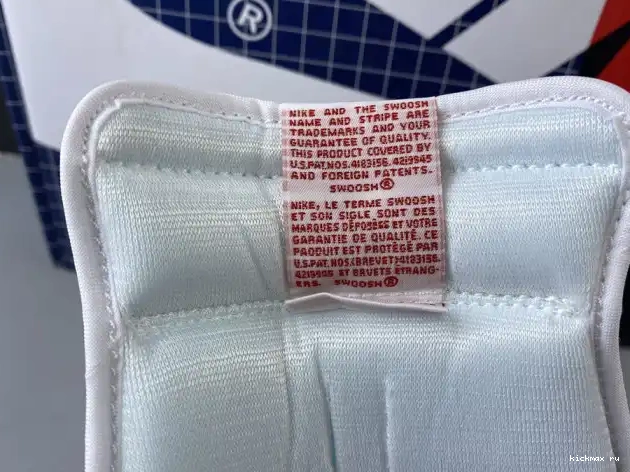 ®
NIKE AND THE SWOOSH
NAME AND STRIPE ARE
TRADEMARKS AND YOUR
GUARANTEE OF QUALITY.
THIS PRODUCT COVERED BY
U.S.PAT.NOS. 4183156. 4219945
AND FOREIGN PATENTS.
SWOOSH®
NIKE, LE TERME SWOOSH
ET SON SIGLE SONT DES
MARQUES DÉPOSÉES ET VOTRE
GARANTIE DE QUALITÉ. CE
PRODUIT EST PROTÉGÉ PAR
U.S.PAT.NOS.(BREVET)4183156.
4219945 ET BREVETS ÉTRANG-
ERS. SWOOSH®
kickmax ru